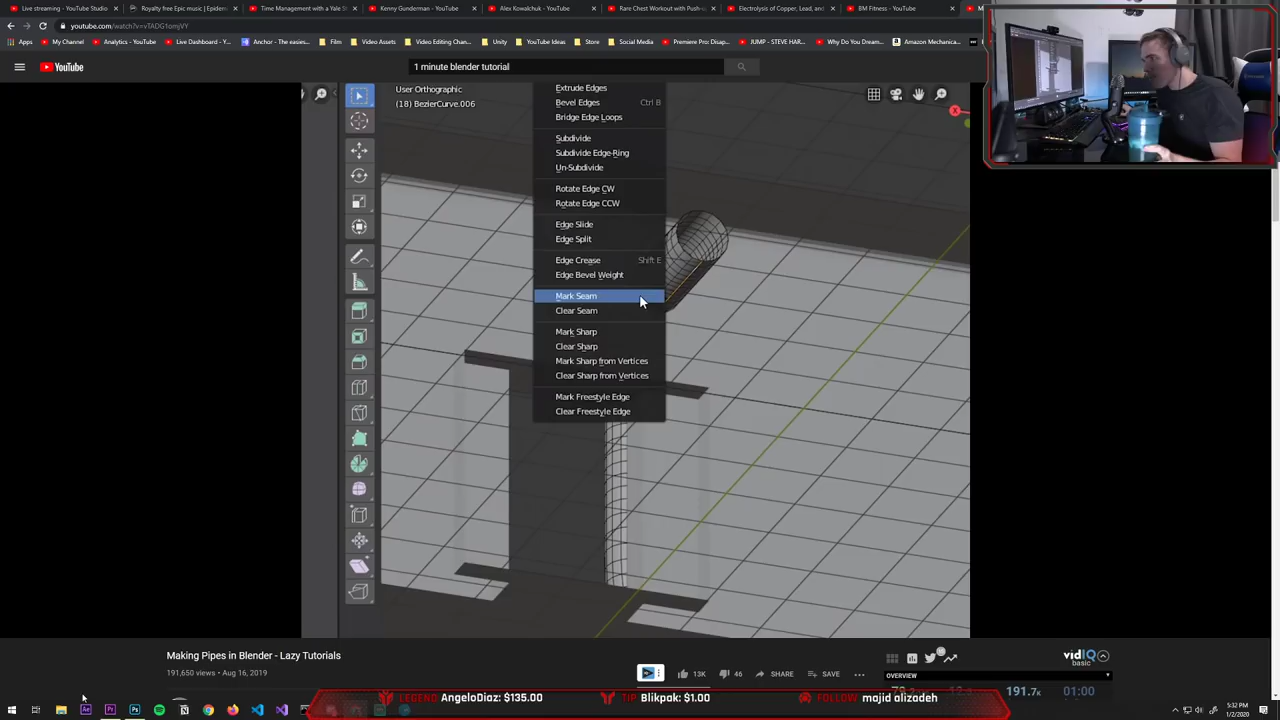 Live streaming - YouTube Studio
Royalty free Epic music | Epidem
Time Management with a Yale St
Kenny Gunderman - YouTube
Alex Kowalchuk - YouTube
Rare Chest Workout with Push-u
Electrolysis of Copper, Lead, and
BM Fitness - YouTube
youtube.com/watch?v=yTADG1omjVY
Apps
My Channel
Analytics - YouTu
Live Dashboard - Y
Anchor - The easies
Film
Video Assets
Video Editing Chan
Unity
YouTube Ideas
Store
Social Media
Premiere Pro: Disap
JUMP - STEVE HAR
Why Do You Dream
Amazon Mechanica
YouTube
1 minute blender tutorial
User Orthographic
(18) BezierCurve.006
Extrude Edges
Bevel Edges Ctrl B
Bridge Edge Loops
Subdivide
Subdivide Edge-Ring
Un-Subdivide
Rotate Edge CW
Rotate Edge CCW
Edge Slide
Edge Split
Edge Crease Shift E
Edge Bevel Weight
Mark Seam
Clear Seam
Mark Sharp
Clear Sharp
Mark Sharp from Vertices
Clear Sharp from Vertices
Mark Freestyle Edge
Clear Freestyle Edge
X
Making Pipes in Blender - Lazy Tutorials
191,650 views • Aug 16, 2019
13K
46
SHARE
SAVE
vidIQ
basic
OVERVIEW
191.7K
01:00
LEGEND AngeloDiaz: $135.00
TIP Blikpak: $1.00
FOLLOW majid alizadeh
5:32 PM
1/2/2020